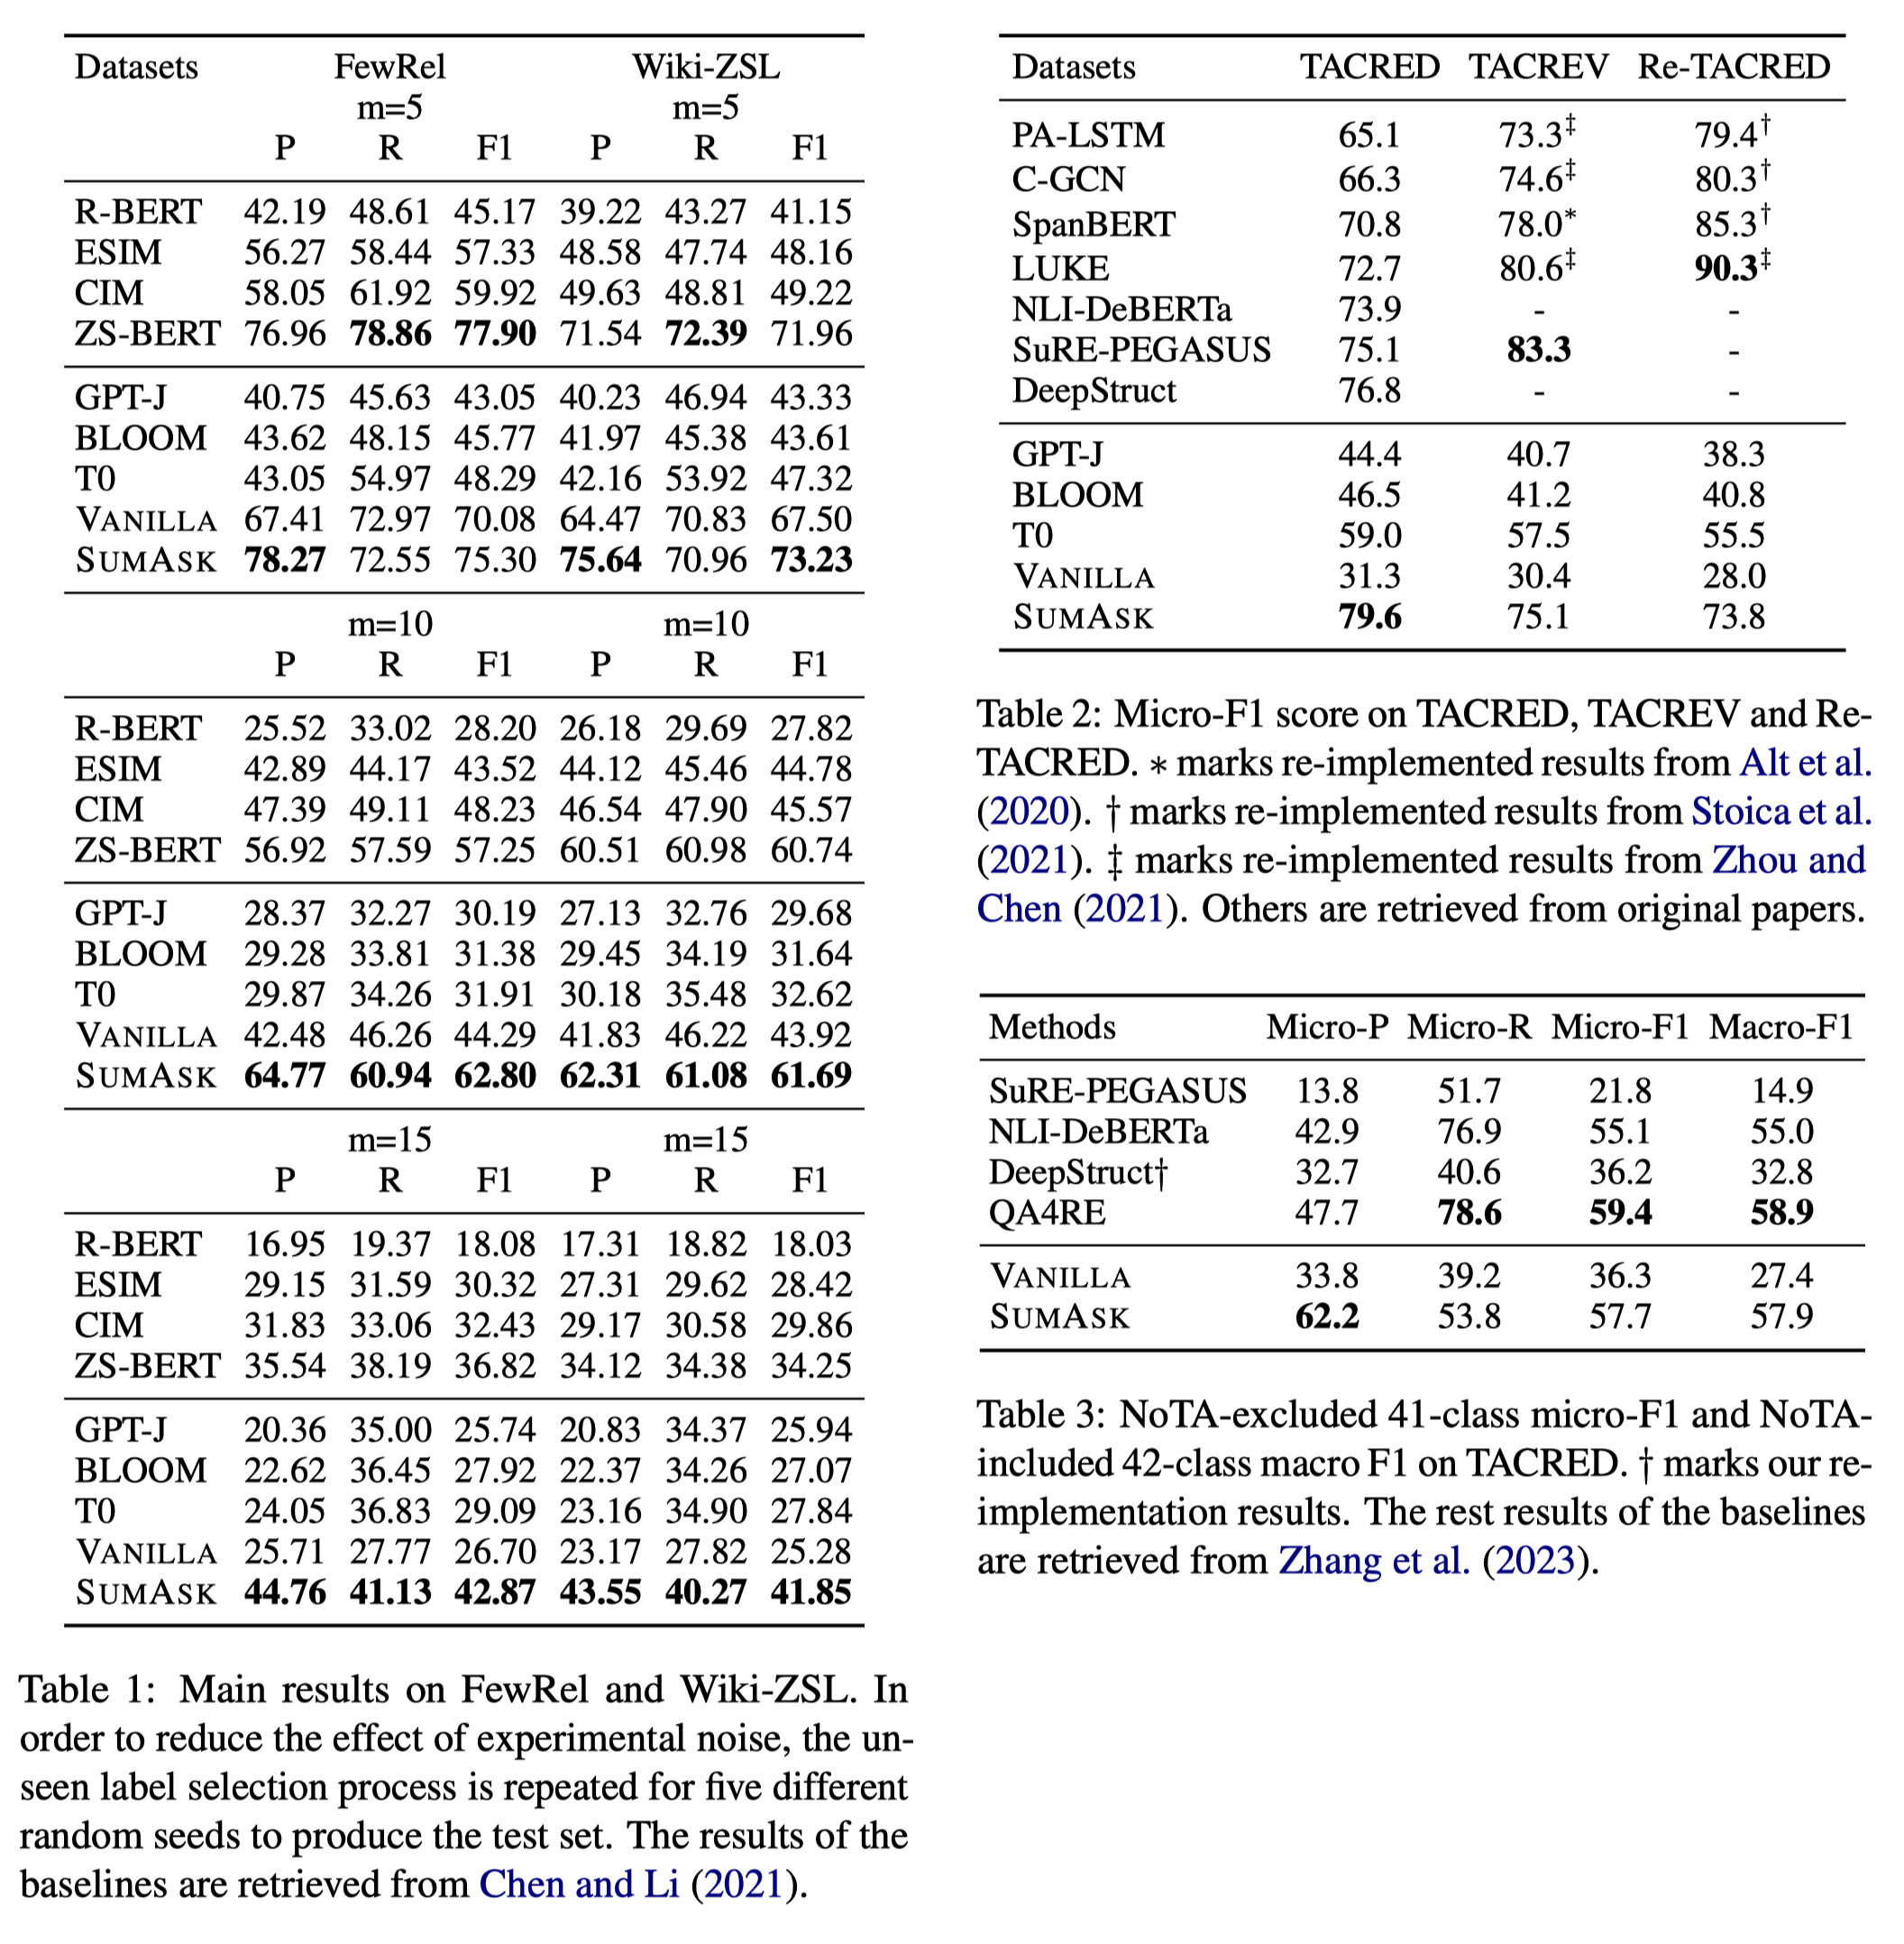 Datasets FewRel Wiki-ZSL
m=5 m=5
P R F1 P R F1
R-BERT 42.19 48.61 45.17 39.22 43.27 41.15
ESIM 56.27 58.44 57.33 48.58 47.74 48.16
CIM 58.05 61.92 59.92 49.63 48.81 49.22
ZS-BERT 76.96 78.86 77.90 71.54 72.39 71.96
GPT-J 40.75 45.63 43.05 40.23 46.94 43.33
BLOOM 43.62 48.15 45.77 41.97 45.38 43.61
T0 43.05 54.97 48.29 42.16 53.92 47.32
VANILLA 67.41 72.97 70.08 64.47 70.83 67.50
SUMASK 78.27 72.55 75.30 75.64 70.96 73.23
m=10 m=10
P R F1 P R F1
R-BERT 25.52 33.02 28.20 26.18 29.69 27.82
ESIM 42.89 44.17 43.52 44.12 45.46 44.78
CIM 47.39 49.11 48.23 46.54 47.90 45.57
ZS-BERT 56.92 57.59 57.25 60.51 60.98 60.74
GPT-J 28.37 32.27 30.19 27.13 32.76 29.68
BLOOM 29.28 33.81 31.38 29.45 34.19 31.64
T0 29.87 34.26 31.91 30.18 35.48 32.62
VANILLA 42.48 46.26 44.29 41.83 46.22 43.92
SUMASK 64.77 60.94 62.80 62.31 61.08 61.69
m=15 m=15
P R F1 P R F1
R-BERT 16.95 19.37 18.08 17.31 18.82 18.03
ESIM 29.15 31.59 30.32 27.31 29.62 28.42
CIM 31.83 33.06 32.43 29.17 30.58 29.86
ZS-BERT 35.54 38.19 36.82 34.12 34.38 34.25
GPT-J 20.36 35.00 25.74 20.83 34.37 25.94
BLOOM 22.62 36.45 27.92 22.37 34.26 27.07
T0 24.05 36.83 29.09 23.16 34.90 27.84
VANILLA 25.71 27.77 26.70 23.17 27.82 25.28
SUMASK 44.76 41.13 42.87 43.55 40.27 41.85
Table 1: Main results on FewRel and Wiki-ZSL. In
order to reduce the effect of experimental noise, the un-
seen label selection process is repeated for five different
random seeds to produce the test set. The results of the
baselines are retrieved from Chen and Li (2021).
Datasets TACRED TACREV Re-TACRED
PA-LSTM 65.1 73.3‡ 79.4†
C-GCN 66.3 74.6‡ 80.3†
SpanBERT 70.8 78.0* 85.3†
LUKE 72.7 80.6‡ 90.3‡
NLI-DeBERTa 73.9 - -
SuRE-PEGASUS 75.1 83.3 -
DeepStruct 76.8 - -
GPT-J 44.4 40.7 38.3
BLOOM 46.5 41.2 40.8
T0 59.0 57.5 55.5
VANILLA 31.3 30.4 28.0
SUMASK 79.6 75.1 73.8
Table 2: Micro-F1 score on TACRED, TACREV and Re-
TACRED. ∗ marks re-implemented results from Alt et al.
(2020). † marks re-implemented results from Stoica et al.
(2021). ‡ marks re-implemented results from Zhou and
Chen (2021). Others are retrieved from original papers.
Methods Micro-P Micro-R Micro-F1 Macro-F1
SuRE-PEGASUS 13.8 51.7 21.8 14.9
NLI-DeBERTa 42.9 76.9 55.1 55.0
DeepStruct† 32.7 40.6 36.2 32.8
QA4RE 47.7 78.6 59.4 58.9
VANILLA 33.8 39.2 36.3 27.4
SUMASK 62.2 53.8 57.7 57.9
Table 3: NoTA-excluded 41-class micro-F1 and NoTA-
included 42-class macro F1 on TACRED. † marks our re-
implementation results. The rest results of the baselines
are retrieved from Zhang et al. (2023).